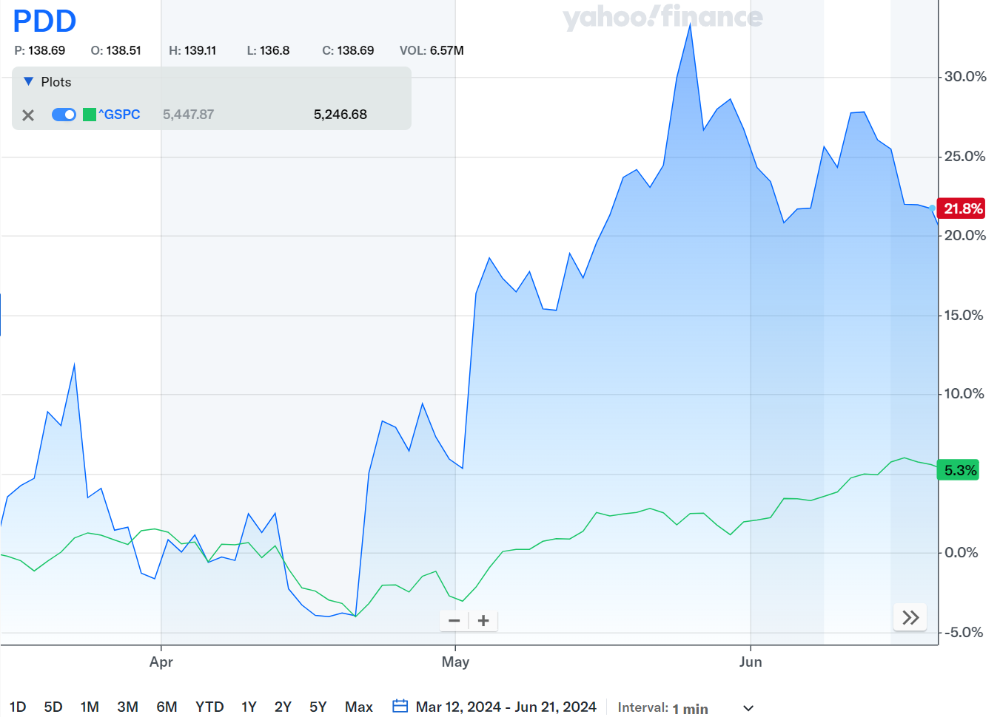 PDD
yahoo!finance
P: 138.69 O: 138.51 H: 139.11 L: 136.8 C: 138.69 VOL: 6.57M
Plots
^GSPC 5,447.87 5,246.68
30.0%
25.0%
21.8%
20.0%
15.0%
10.0%
5.3%
0.0%
-5.0%
Apr May Jun
1D 5D 1M 3M 6M YTD 1Y 2Y 5Y Max Mar 12, 2024 - Jun 21, 2024 Interval: 1 min